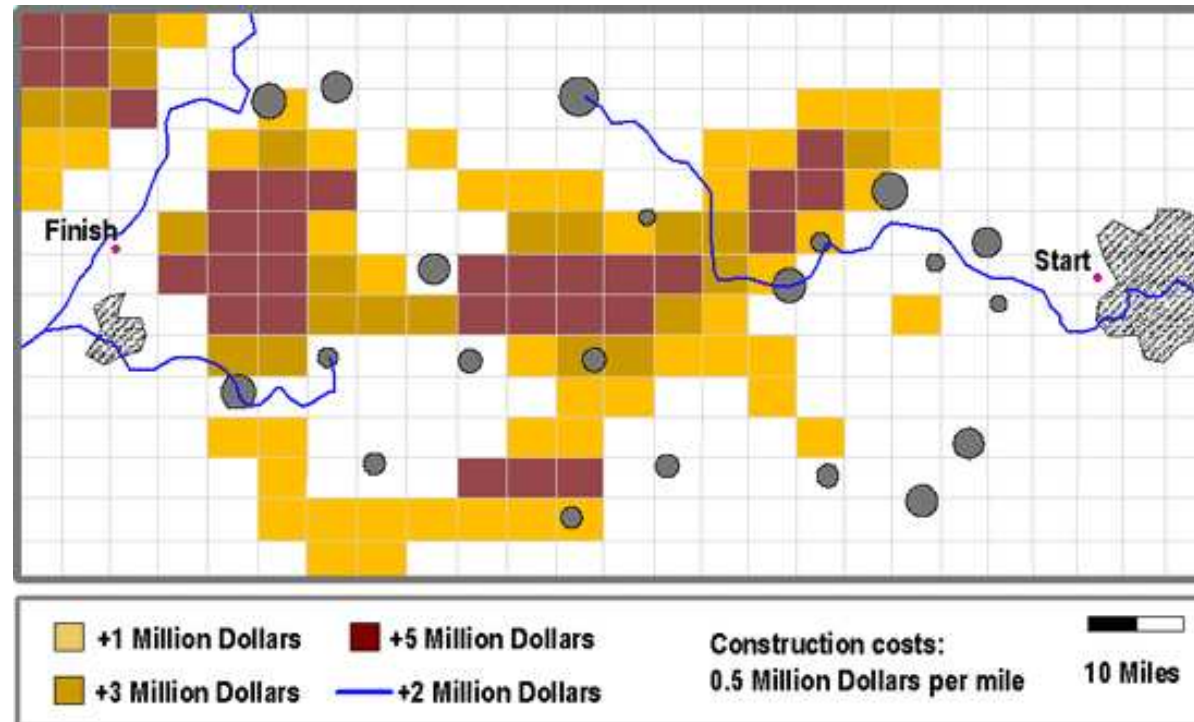 Finish
Start
+1 Million Dollars
+5 Million Dollars
+3 Million Dollars
+2 Million Dollars
Construction costs:
0.5 Million Dollars per mile
10 Miles